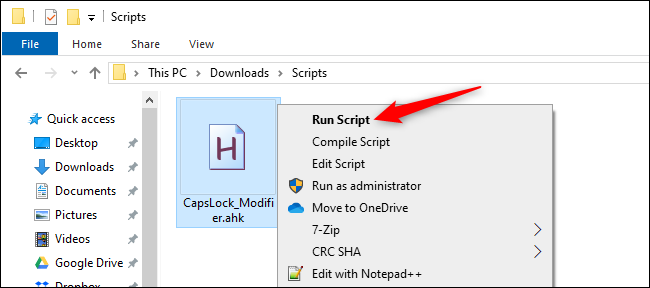 Scripts
File Home Share View
This PC > Downloads > Scripts
Quick access
Desktop
Downloads
Documents
Pictures
Videos
Google Drive
Dropbox
H
CapsLock_Modifi
er.ahk
Run Script
Compile Script
Edit Script
Run as administrator
Move to OneDrive
7-Zip
CRC SHA
Edit with Notepad++